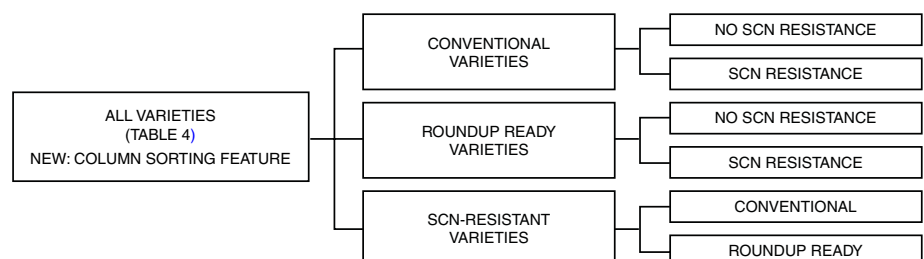 ALL VARIETIES
(TABLE 4)
NEW: COLUMN SORTING FEATURE
CONVENTIONAL
VARIETIES
NO SCN RESISTANCE
SCN RESISTANCE
ROUNDUP READY
VARIETIES
NO SCN RESISTANCE
SCN RESISTANCE
SCN-RESISTANT
VARIETIES
CONVENTIONAL
ROUNDUP READY